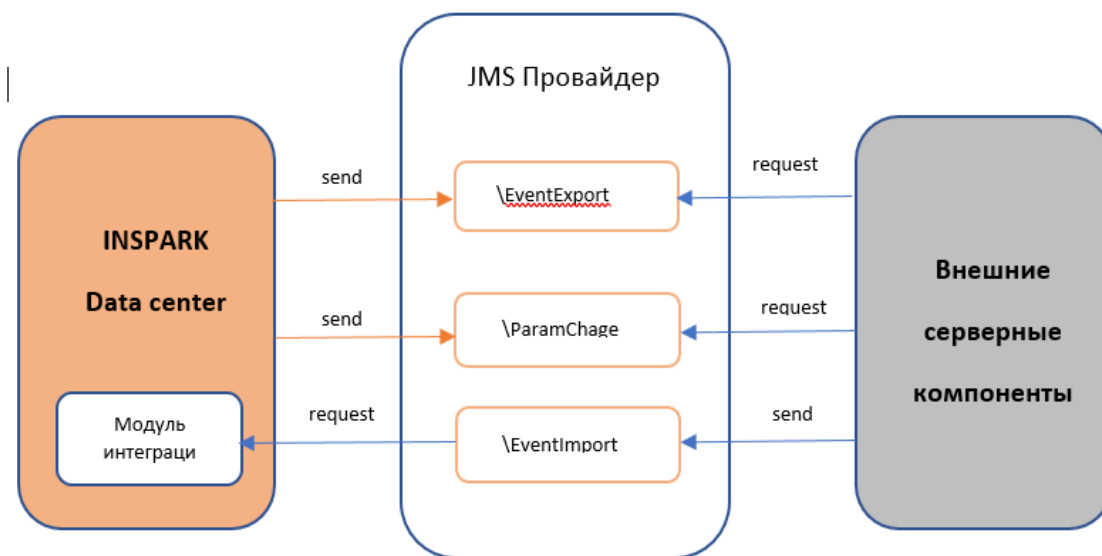 JMS Провайдер
send
request
\EventExport
INSPARK
Data center
Внешние
серверные
компоненты
send
request
\ParamChage
Модуль
интеграци
request
send
\EventImport